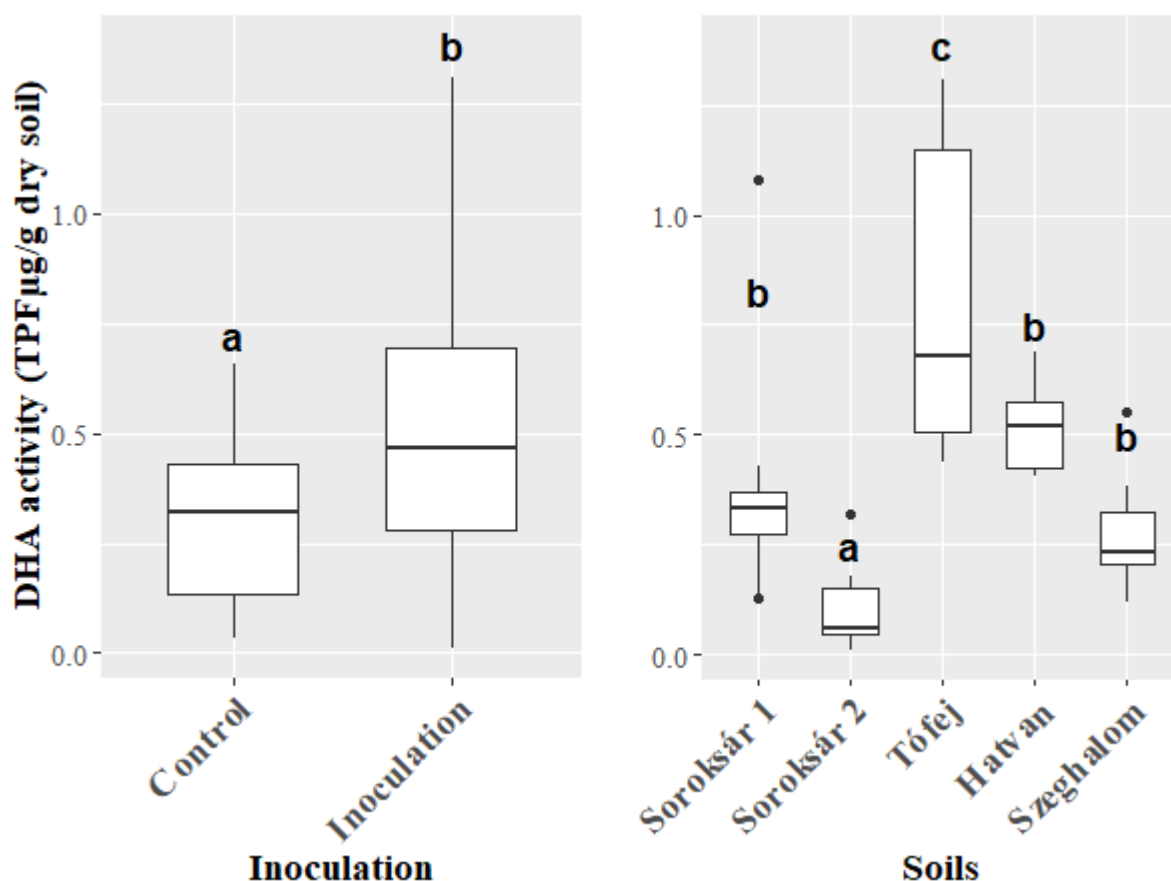 DHA activity (TPFµg/g dry soil)
1.0
0.5
0.0
a
b
Control
Inoculation
Inoculation
1.0
0.5
0.0
b
a
c
b
b
Soroksár 1
Soroksár 2
Tófej
Hatvan
Szeghalom
Soils